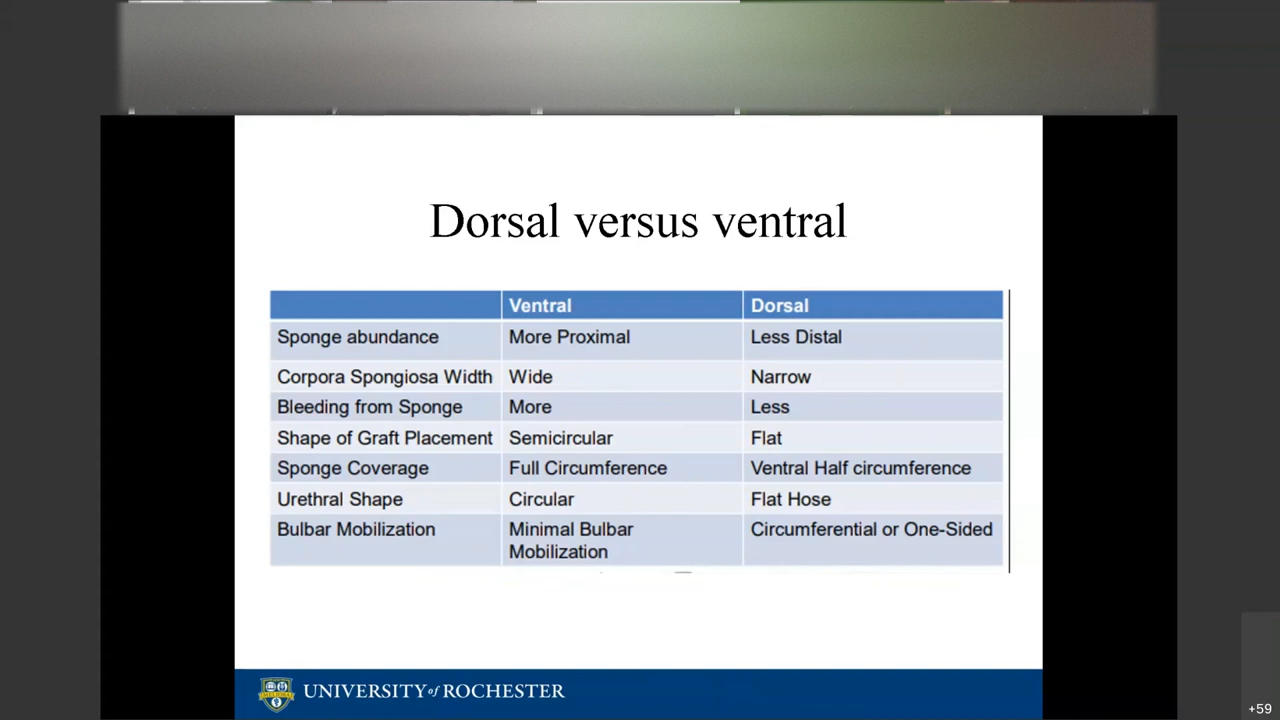 Dorsal versus ventral
Ventral Dorsal
Sponge abundance More Proximal Less Distal
Corpora Spongiosa Width Wide Narrow
Bleeding from Sponge More Less
Shape of Graft Placement Semicircular Flat
Sponge Coverage Full Circumference Ventral Half circumference
Urethral Shape Circular Flat Hose
Bulbar Mobilization Minimal Bulbar Circumferential or One-Sided
Mobilization
UNIVERSITY of ROCHESTER
+59